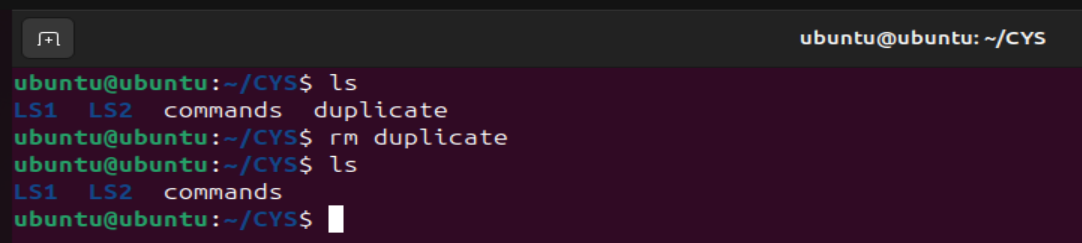 ubuntu@ubuntu: ~/CYS
ubuntu@ubuntu:~/CYS$ ls
LS1  LS2  commands  duplicate
ubuntu@ubuntu:~/CYS$ rm duplicate
ubuntu@ubuntu:~/CYS$ ls
LS1  LS2  commands
ubuntu@ubuntu:~/CYS$